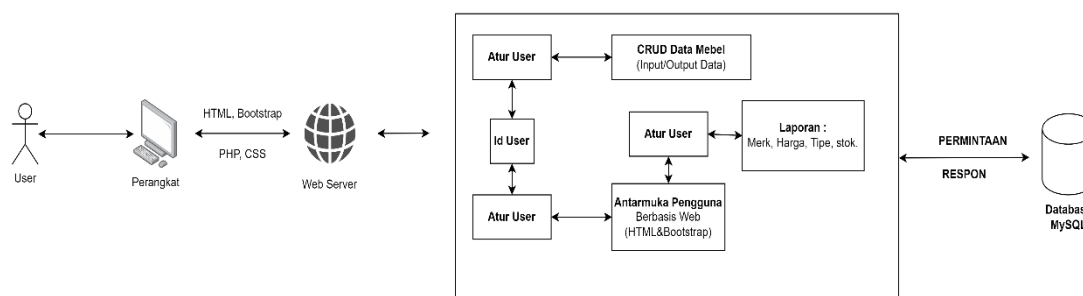 User
Perangkat
HTML, Bootstrap
PHP, CSS
Web Server
Atur User
CRUD Data Mebel
(Input/Output Data)
Id User
Atur User
Laporan :
Merk, Harga, Tipe, stok.
Atur User
Antarmuka Pengguna
Berbasis Web
(HTML&Bootstrap)
PERMINTAAN
RESPON
Databas
MySQL